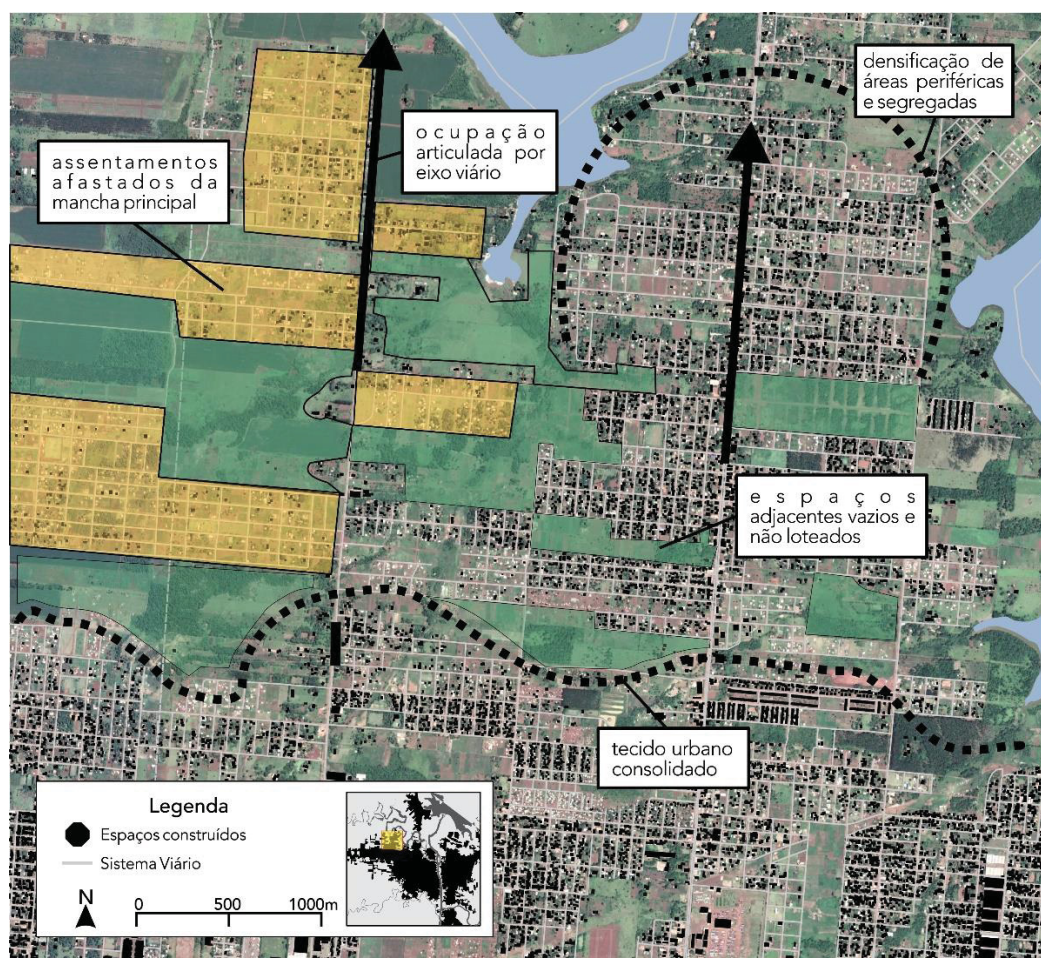 densificação de
áreas periféricas
e segregadas
ocupação
articulada por
eixo viário
assentamentos
afastados da
mancha principal
espaços
adjacentes vazios e
não loteados
tecido urbano
consolidado
Legenda
Espaços construídos
Sistema Viário
N
0 500 1000m